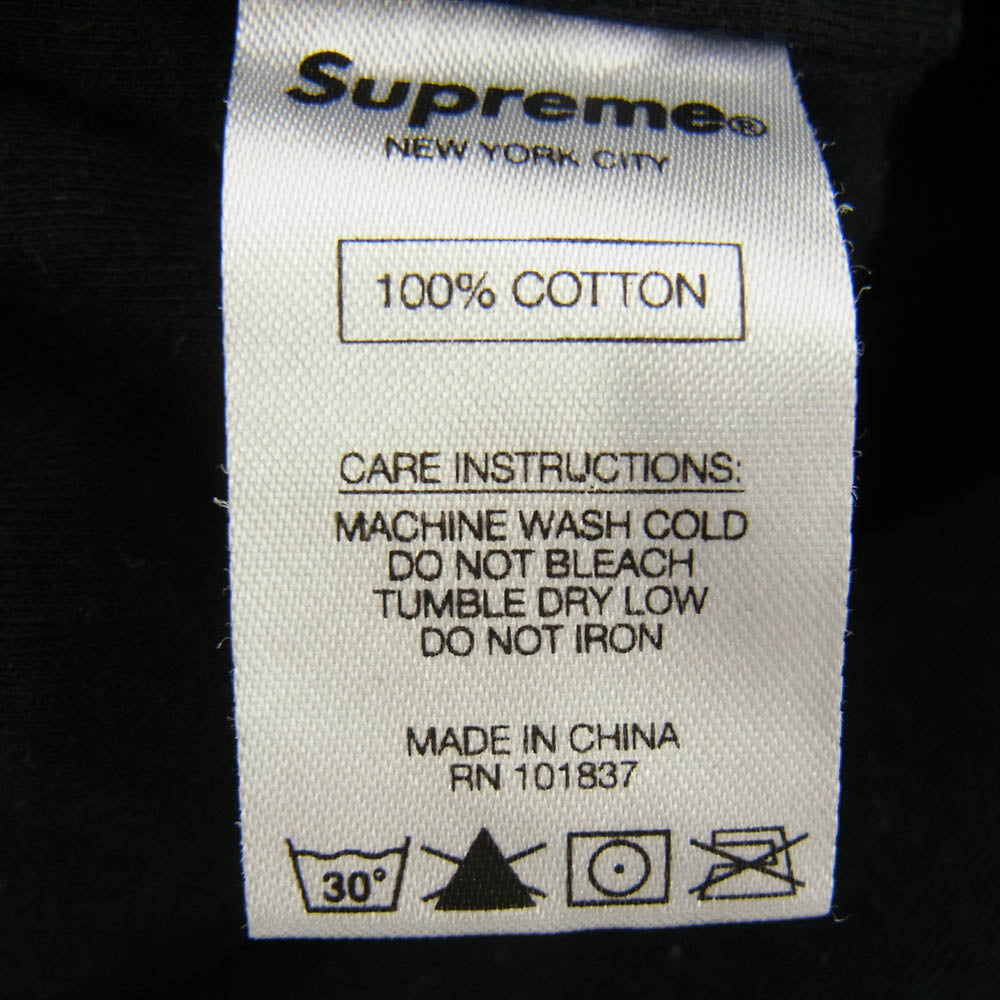 Supreme®
NEW YORK CITY
100% COTTON
CARE INSTRUCTIONS:
MACHINE WASH COLD
DO NOT BLEACH
TUMBLE DRY LOW
DO NOT IRON
MADE IN CHINA
RN 101837
30°